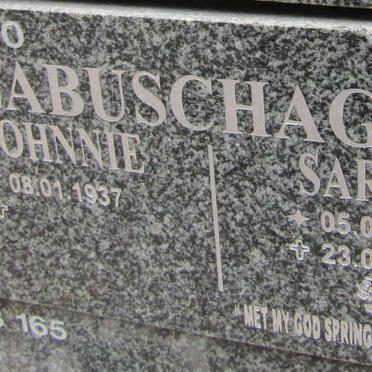 O
ABUSCHAG
OHNNIE
SAR
08.01 1937
05.0
23.0
" MET MY GOD SPRING
165